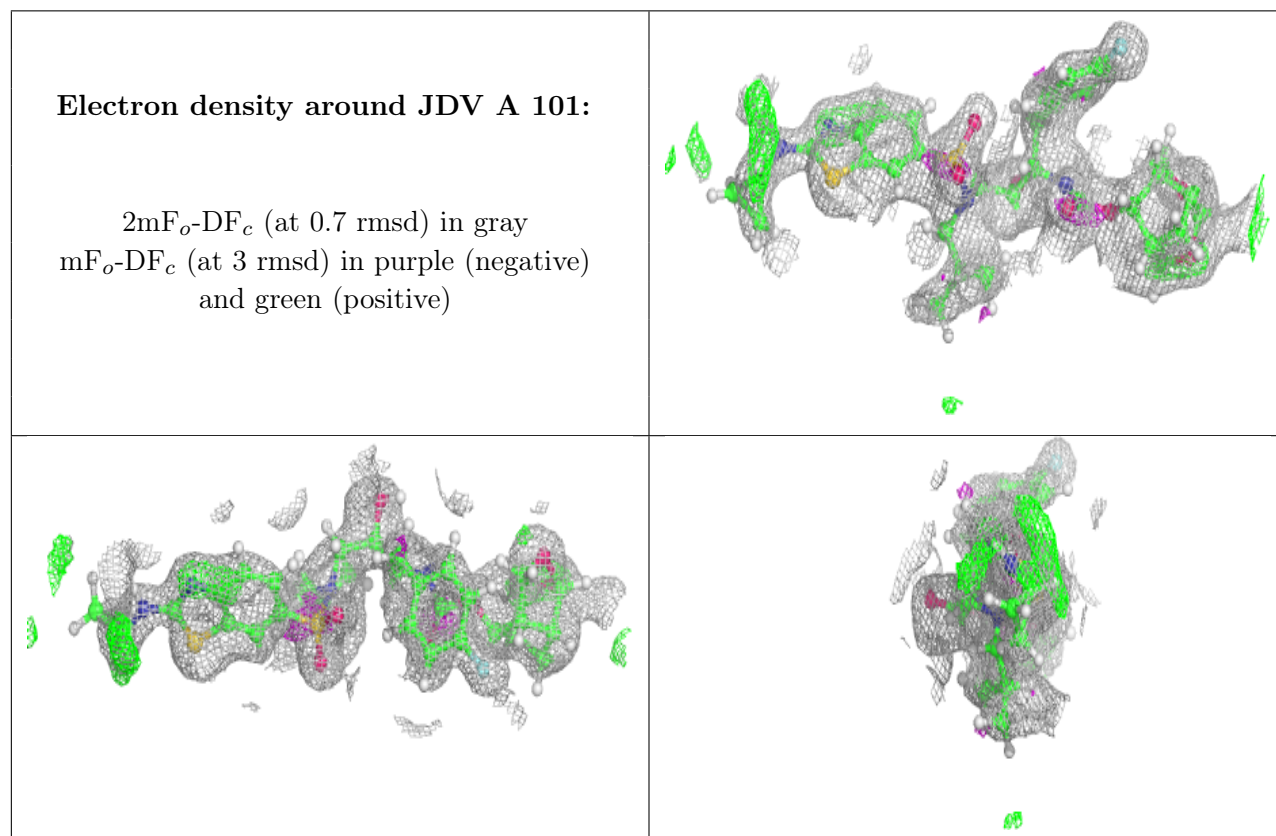 Electron density around JDV A 101:
2mFₒ-DF𝒸 (at 0.7 rmsd) in gray
mFₒ-DF𝒸 (at 3 rmsd) in purple (negative)
and green (positive)